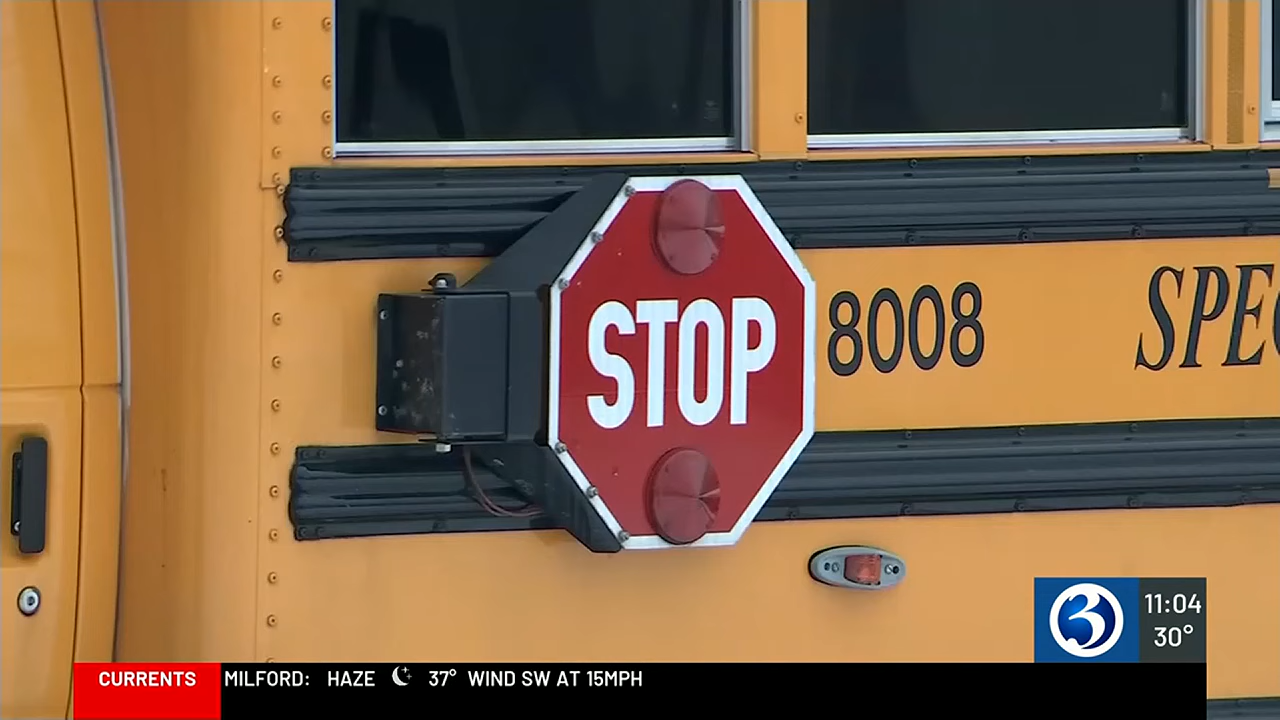 STOP
8008
SPEC
3
11:04
30°
CURRENTS
MILFORD: HAZE 37° WIND SW AT 15MPH